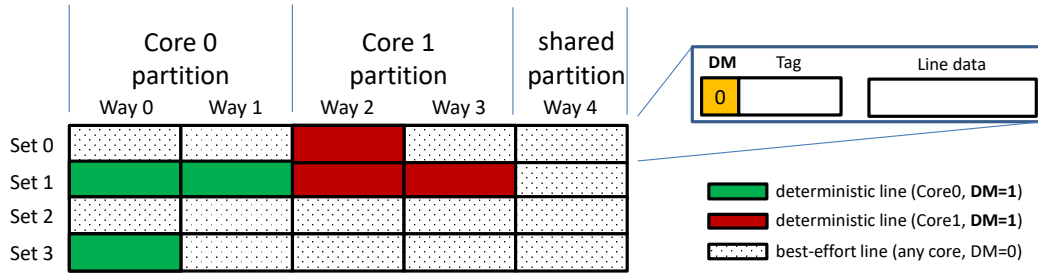 Core 0
partition
Core 1
partition
shared
partition
Way 0
Way 1
Way 2
Way 3
Way 4
Set 0
Set 1
Set 2
Set 3
DM
Tag
Line data
0
deterministic line (Core0, DM=1)
deterministic line (Core1, DM=1)
best-effort line (any core, DM=0)